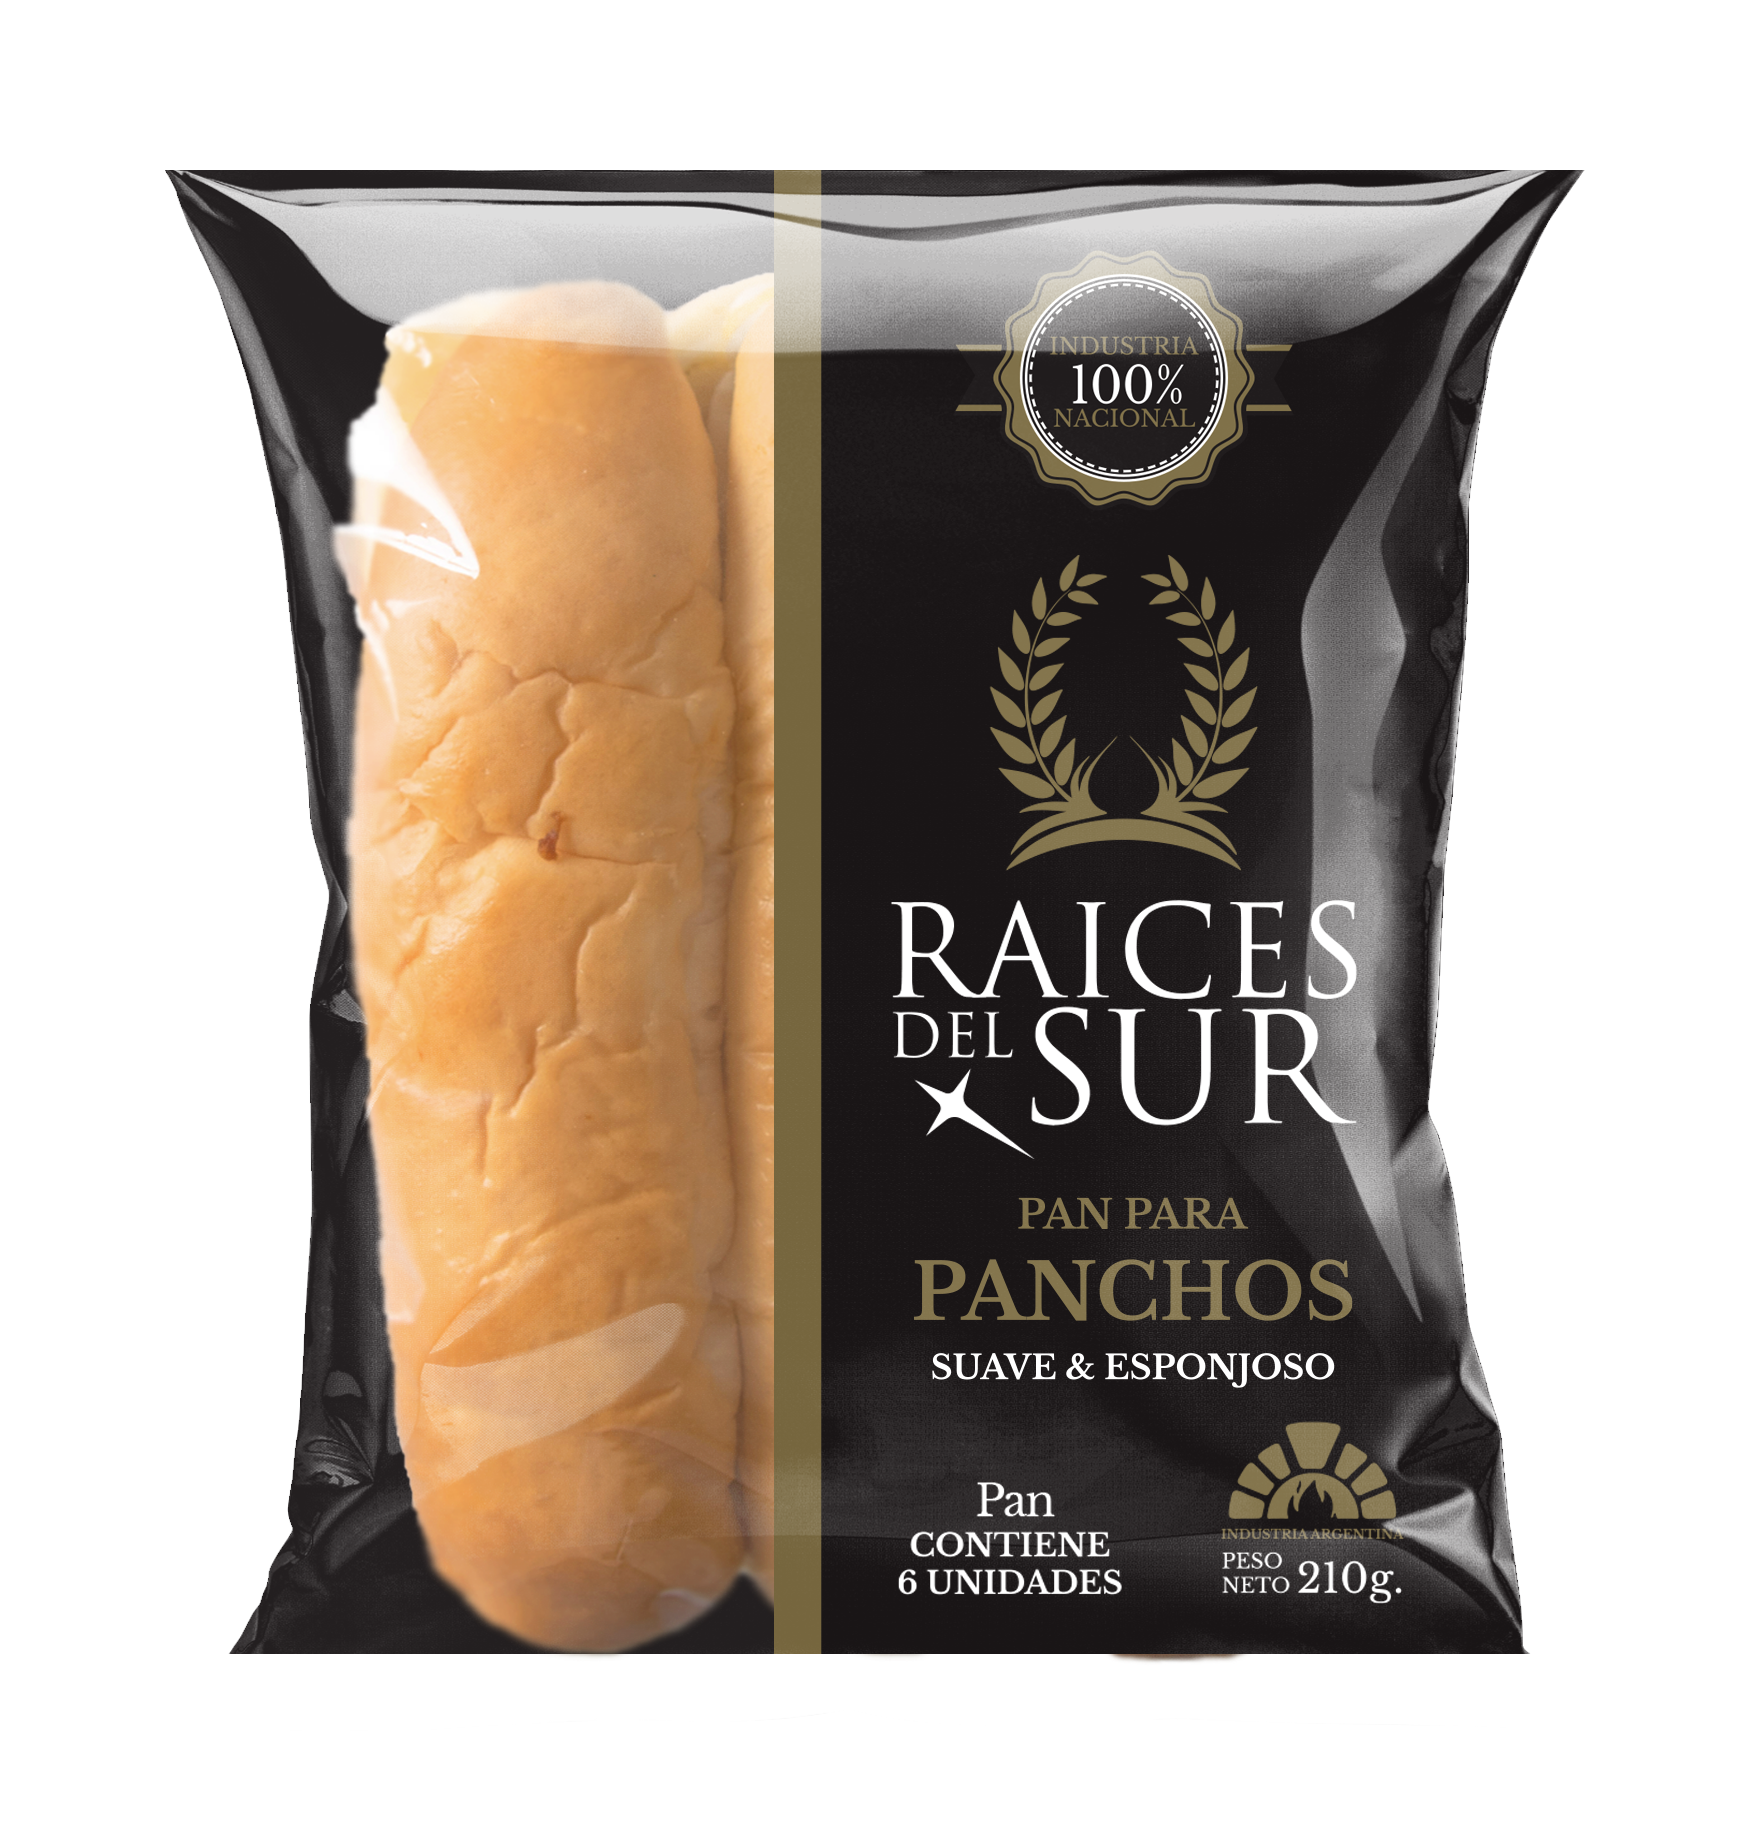 INDUSTRIA
100%
NACIONAL
RAICES
DEL SUR
PAN PARA
PANCHOS
SUAVE & ESPONJOSO
Pan
CONTIENE
6 UNIDADES
INDUSTRIA ARGENTINA
PESO
NETO 210g.